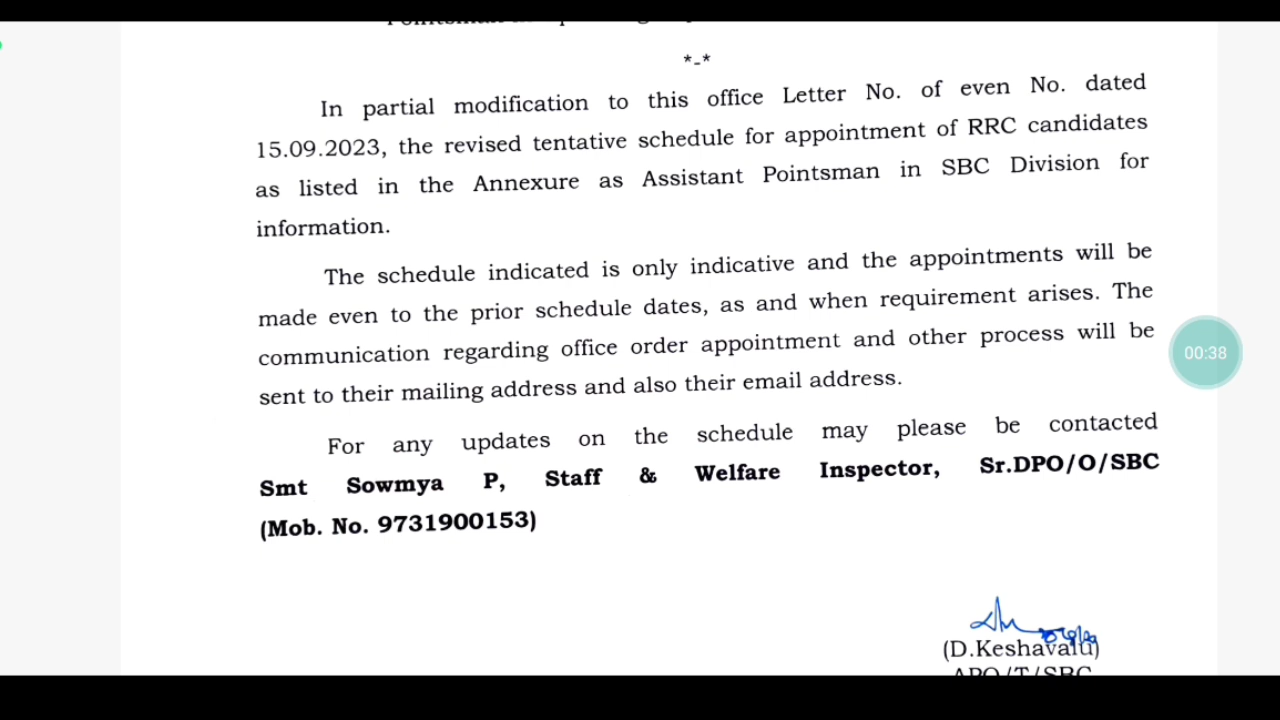 *-*
In partial modification to this office Letter No. of even No. dated
15.09.2023, the revised tentative schedule for appointment of RRC candidates
as listed in the Annexure as Assistant Pointsman in SBC Division for
information.
The schedule indicated is only indicative and the appointments will be
made even to the prior schedule dates, as and when requirement arises. The
communication regarding office order appointment and other process will be
sent to their mailing address and also their email address.
For any updates on the schedule may please be contacted
Smt Sowmya P, Staff & Welfare Inspector, Sr.DPO/O/SBC
(Mob. No. 9731900153)
00:38
(D.Keshavalu)
APO/T/SBC